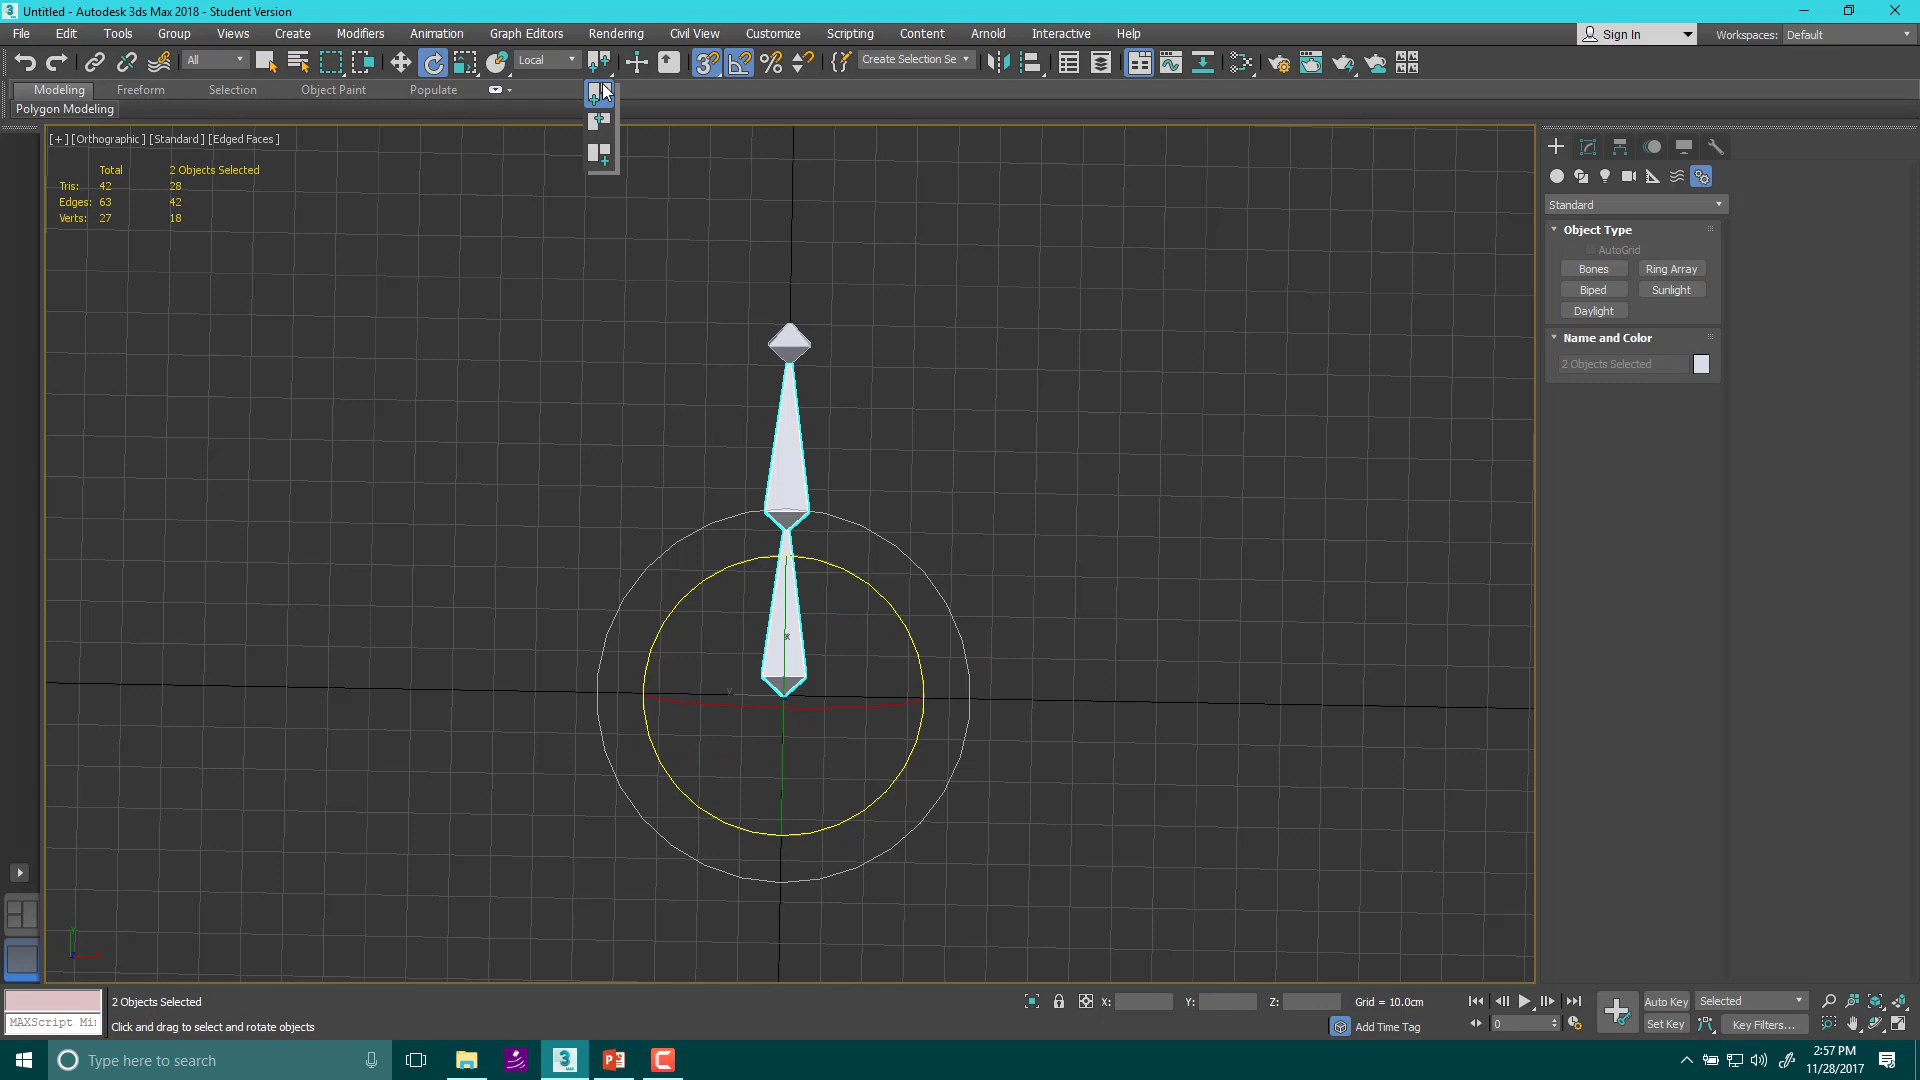 Untitled - Autodesk 3ds Max 2018 - Student Version
File Edit Tools Group Views Create Modifiers Animation Graph Editors Rendering Civil View Customize Scripting Content Arnold Interactive Help Sign In Workspaces: Default
All Local Create Selection Se
Modeling Freeform Selection Object Paint Populate
Polygon Modeling
[+] [Orthographic] [Standard] [Edged Faces]
Total 2 Objects Selected
Tris: 42 28
Edges: 63 42
Verts: 27 18
Standard
Object Type
AutoGrid
Bones Ring Array
Biped Sunlight
Daylight
Name and Color
2 Objects Selected
x
y
y
2 Objects Selected
X: Y: Z: Grid = 10.0cm
Auto Key Selected
MAXScript Mi
Click and drag to select and rotate objects
Add Time Tag
0
Set Key Key Filters...
Type here to search
2:57 PM
11/28/2017